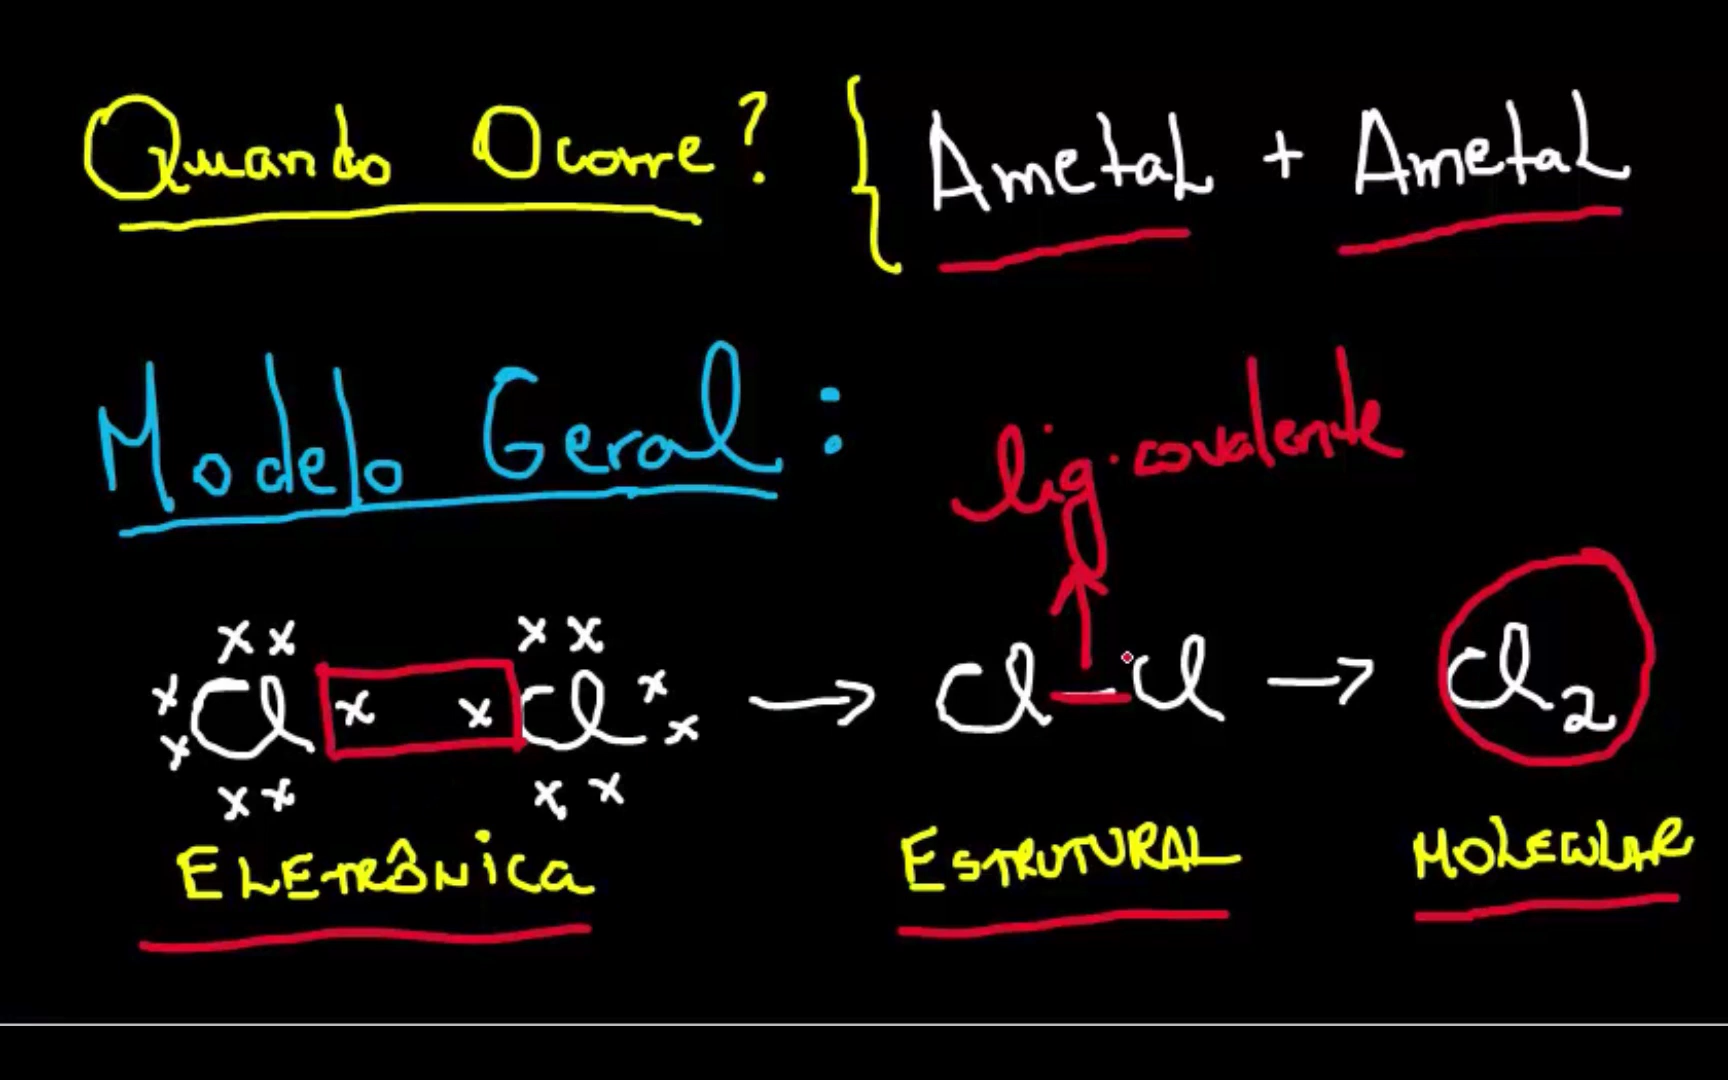 Quando Ocorre? { Ametal + Ametal
Modelo Geral:
lig. covalente
x x x x
x Cl x x Cl x → Cl — Cl → Cl₂
x x
x x x x
ELETRÔNICA ESTRUTURAL MOLECULAR